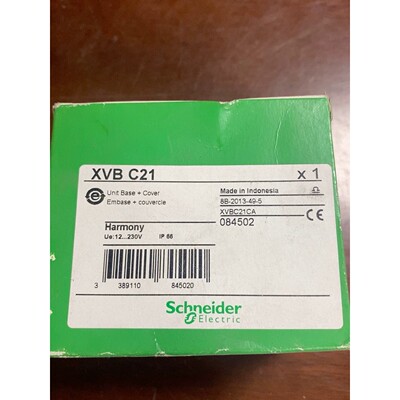 XVB C21 x 1
Unit Base + Cover
Embase + couvercle
Made in Indonesia
8B-2013-49-5
XVBC21CA
084502
Harmony
Ue:12...230V IP 66
3 389110 845020
Schneider
Electric